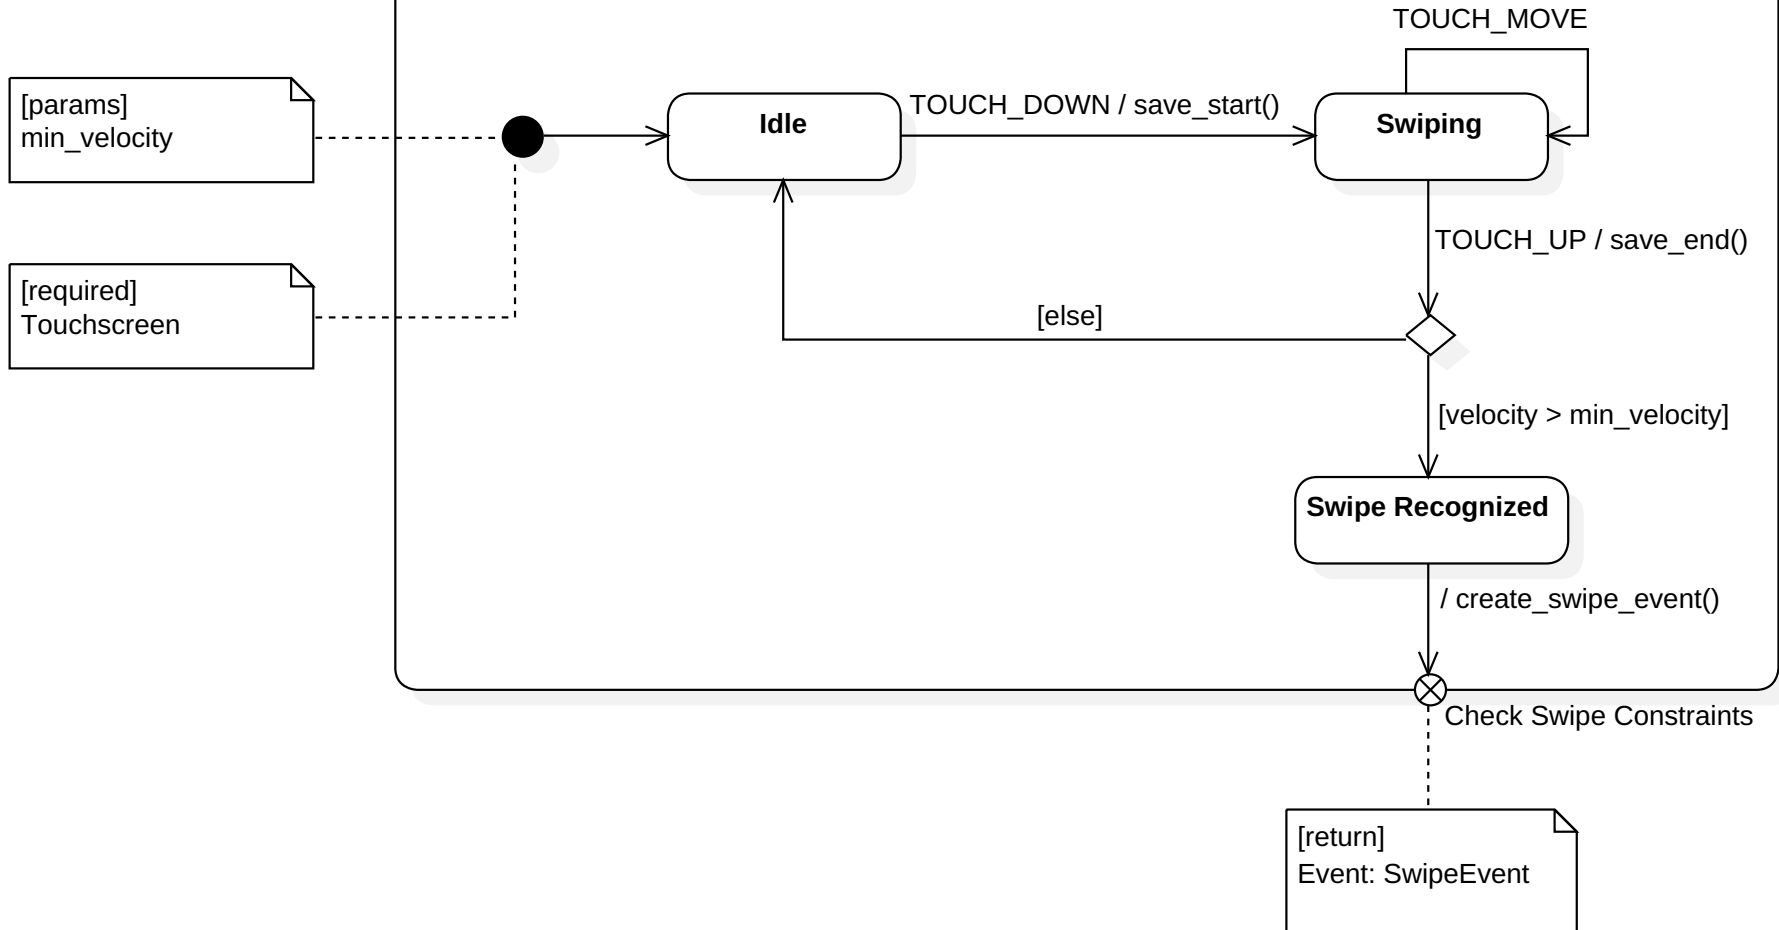 TOUCH_MOVE
[params]
min_velocity
Idle
TOUCH_DOWN / save_start()
Swiping
TOUCH_UP / save_end()
[required]
Touchscreen
[else]
[velocity > min_velocity]
Swipe Recognized
/ create_swipe_event()
Check Swipe Constraints
[return]
Event: SwipeEvent